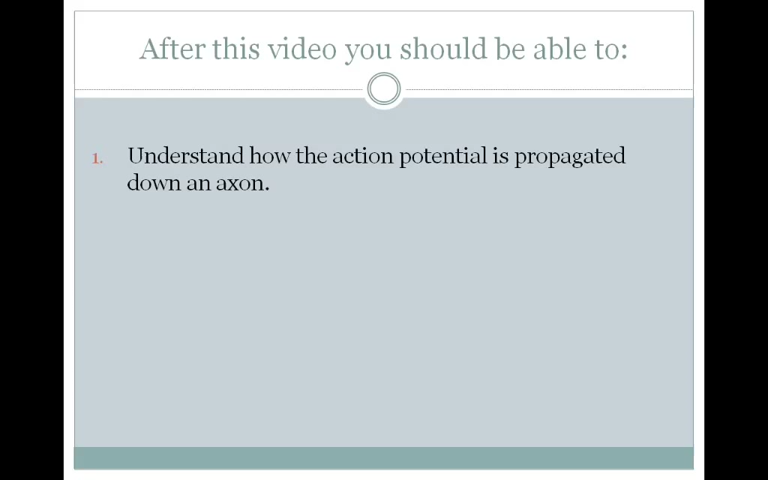 After this video you should be able to:
1. Understand how the action potential is propagated
down an axon.